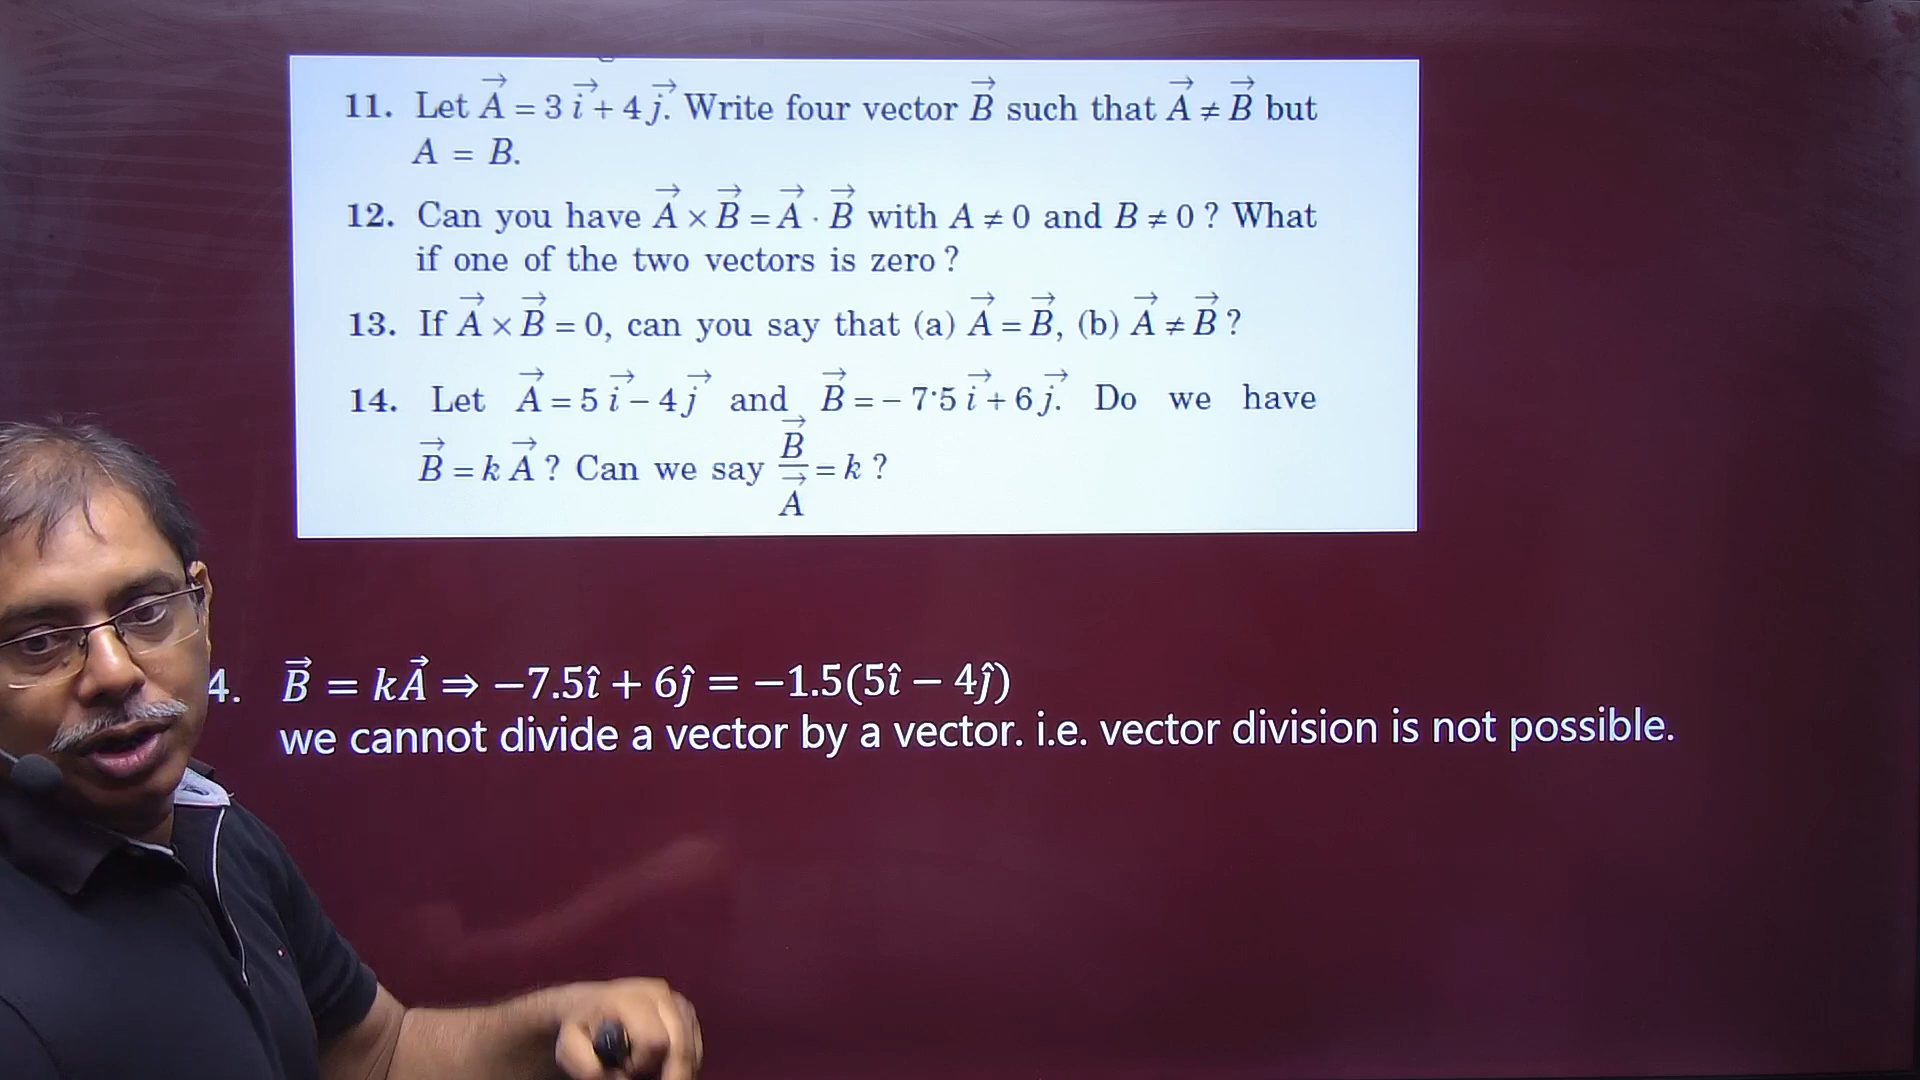 11. Let A⃗ = 3 i⃗ + 4 j⃗. Write four vector B⃗ such that A⃗ ≠ B⃗ but
A = B.
12. Can you have A⃗ × B⃗ = A⃗ · B⃗ with A ≠ 0 and B ≠ 0 ? What
if one of the two vectors is zero ?
13. If A⃗ × B⃗ = 0, can you say that (a) A⃗ = B⃗, (b) A⃗ ≠ B⃗ ?
14. Let A⃗ = 5 i⃗ − 4 j⃗ and B⃗ = − 7·5 i⃗ + 6 j⃗. Do we have
B⃗ = k A⃗ ? Can we say B⃗/A⃗ = k ?
4. B⃗ = kA⃗ ⇒ −7.5î + 6ĵ = −1.5(5î − 4ĵ)
we cannot divide a vector by a vector. i.e. vector division is not possible.